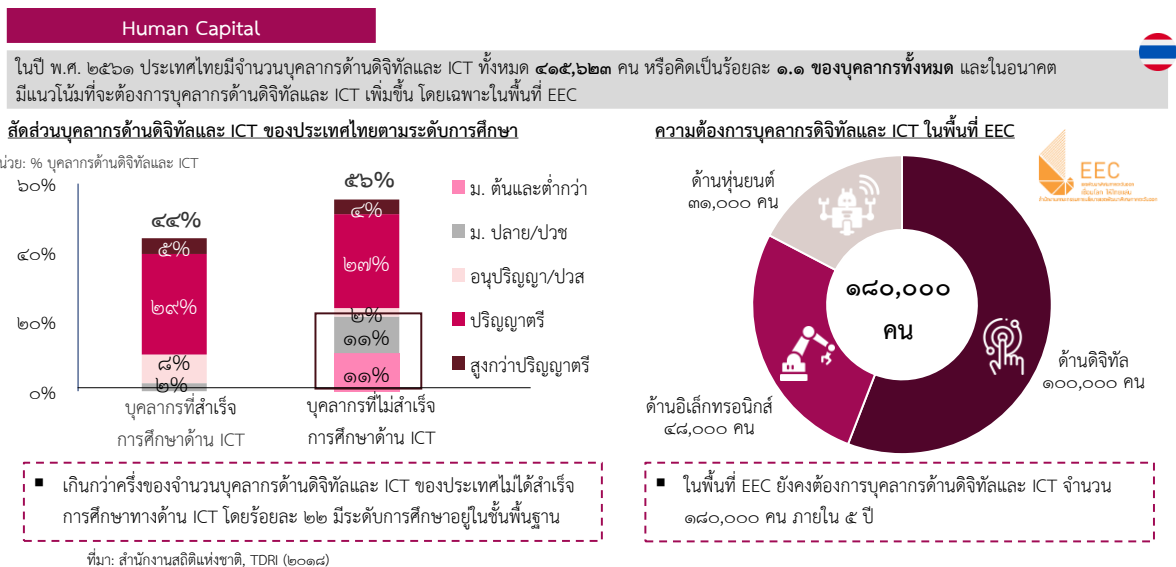 Human Capital
ในปี พ.ศ. ๒๕๖๑ ประเทศไทยมีจำนวนบุคลากรด้านดิจิทัลและ ICT ทั้งหมด ๔๑๕,๖๒๓ คน หรือคิดเป็นร้อยละ ๑.๑ ของบุคลากรทั้งหมด และในอนาคต
มีแนวโน้มที่จะต้องการบุคลากรด้านดิจิทัลและ ICT เพิ่มขึ้น โดยเฉพาะในพื้นที่ EEC
สัดส่วนบุคลากรด้านดิจิทัลและ ICT ของประเทศไทยตามระดับการศึกษา
น่วย: % บุคลากรด้านดิจิทัลและ ICT
๖๐%
๔๐%
๒๐%
๐%
๔๔%
๕%
๒๙%
๘%
๒%
๕๖%
๔%
๒๗%
๒%
๑๑%
๑๑%
บุคลากรที่สำเร็จ
การศึกษาด้าน ICT
บุคลากรที่ไม่สำเร็จ
การศึกษาด้าน ICT
ม. ต้นและต่ำกว่า
ม. ปลาย/ปวช
อนุปริญญา/ปวส
ปริญญาตรี
สูงกว่าปริญญาตรี
▪ เกินกว่าครึ่งของจำนวนบุคลากรด้านดิจิทัลและ ICT ของประเทศไม่ได้สำเร็จ
การศึกษาทางด้าน ICT โดยร้อยละ ๒๒ มีระดับการศึกษาอยู่ในชั้นพื้นฐาน
ที่มา: สำนักงานสถิติแห่งชาติ, TDRI (๒๐๑๘)
ความต้องการบุคลากรดิจิทัลและ ICT ในพื้นที่ EEC
EEC
ด้านหุ่นยนต์
๓๑,๐๐๐ คน
๑๘๐,๐๐๐
คน
ด้านดิจิทัล
๑๐๐,๐๐๐ คน
ด้านอิเล็กทรอนิกส์
๔๘,๐๐๐ คน
▪ ในพื้นที่ EEC ยังคงต้องการบุคลากรด้านดิจิทัลและ ICT จำนวน
๑๘๐,๐๐๐ คน ภายใน ๕ ปี